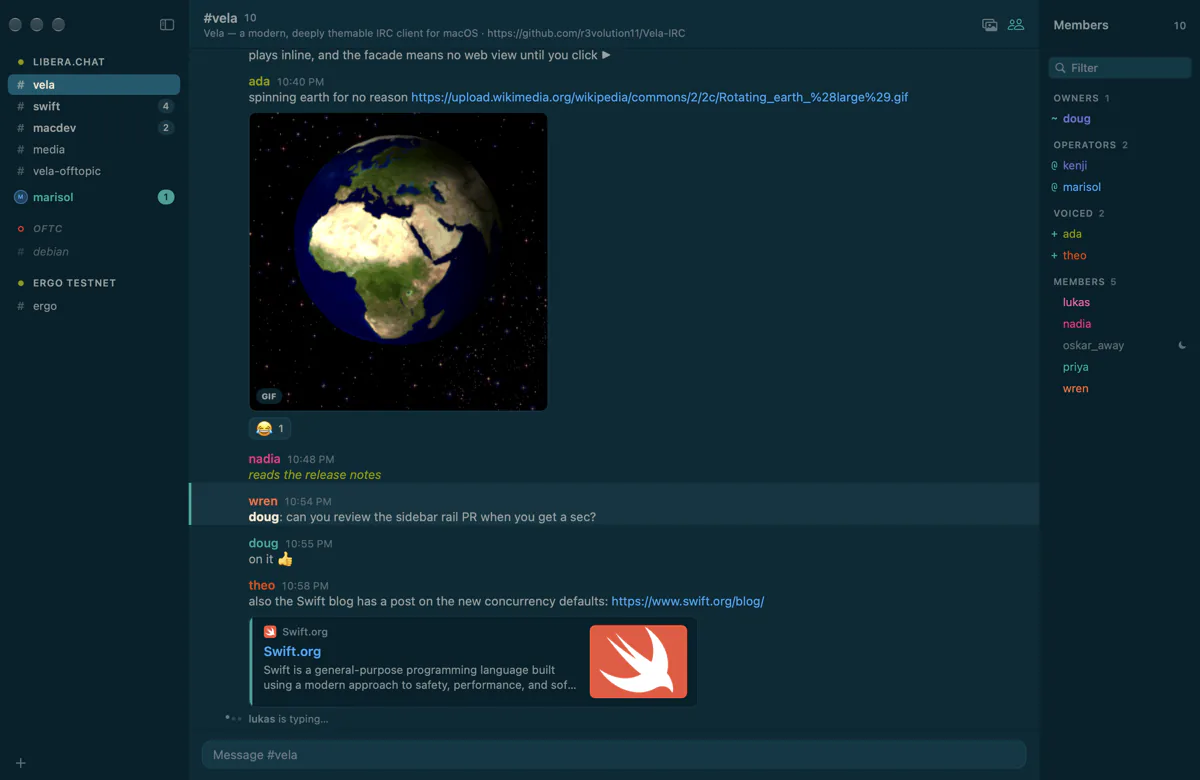 LIBERA.CHAT
# vela
# swift 4
# macdev 2
# media
# vela-offtopic
M marisol 1
OFTC
# debian
ERGO TESTNET
# ergo
+
#vela 10
Vela — a modern, deeply themable IRC client for macOS · https://github.com/r3volution11/Vela-IRC
plays inline, and the facade means no web view until you click ▶
ada 10:40 PM
spinning earth for no reason https://upload.wikimedia.org/wikipedia/commons/2/2c/Rotating_earth_%28large%29.gif
GIF
😂 1
nadia 10:48 PM
reads the release notes
wren 10:54 PM
doug: can you review the sidebar rail PR when you get a sec?
doug 10:55 PM
on it 👍
theo 10:58 PM
also the Swift blog has a post on the new concurrency defaults: https://www.swift.org/blog/
Swift.org
Swift.org
Swift is a general-purpose programming language built
using a modern approach to safety, performance, and sof…
lukas is typing…
Message #vela
Members 10
Filter
OWNERS 1
~ doug
OPERATORS 2
@ kenji
@ marisol
VOICED 2
+ ada
+ theo
MEMBERS 5
lukas
nadia
oskar_away
priya
wren